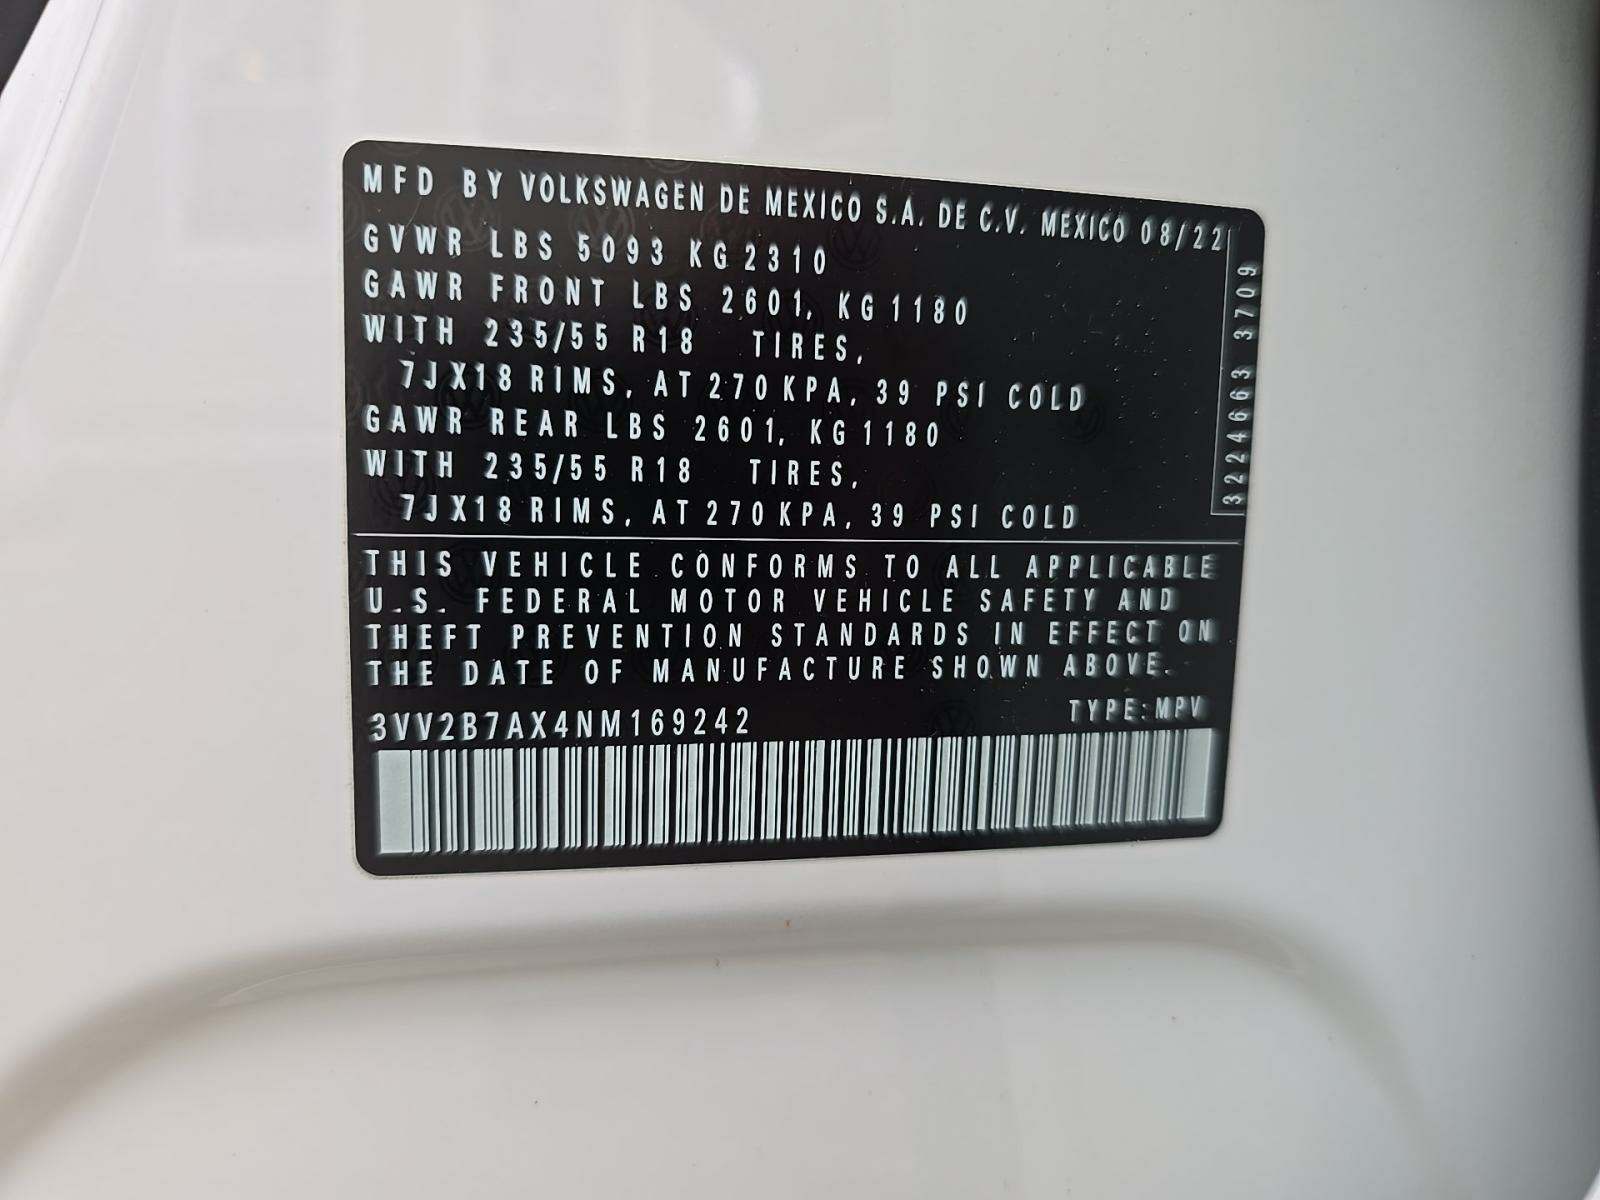 MFD BY VOLKSWAGEN DE MEXICO S.A. DE C.V. MEXICO 08/22
GVWR LBS 5093 KG 2310
GAWR FRONT LBS 2601, KG 1180
WITH 235/55 R18 TIRES,
7JX18 RIMS, AT 270 KPA, 39 PSI COLD
GAWR REAR LBS 2601, KG 1180
WITH 235/55 R18 TIRES,
7JX18 RIMS, AT 270 KPA, 39 PSI COLD
3224663 3709
THIS VEHICLE CONFORMS TO ALL APPLICABLE
U.S. FEDERAL MOTOR VEHICLE SAFETY AND
THEFT PREVENTION STANDARDS IN EFFECT ON
THE DATE OF MANUFACTURE SHOWN ABOVE.
3VV2B7AX4NM169242 TYPE:MPV